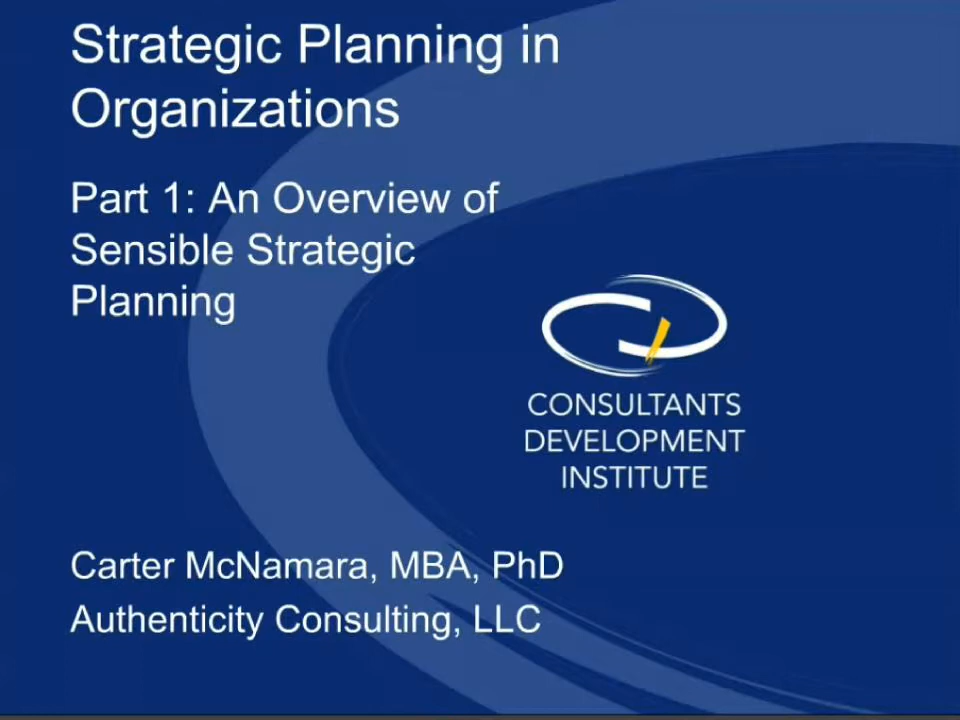 Strategic Planning in
Organizations
Part 1: An Overview of
Sensible Strategic
Planning
CONSULTANTS
DEVELOPMENT
INSTITUTE
Carter McNamara, MBA, PhD
Authenticity Consulting, LLC